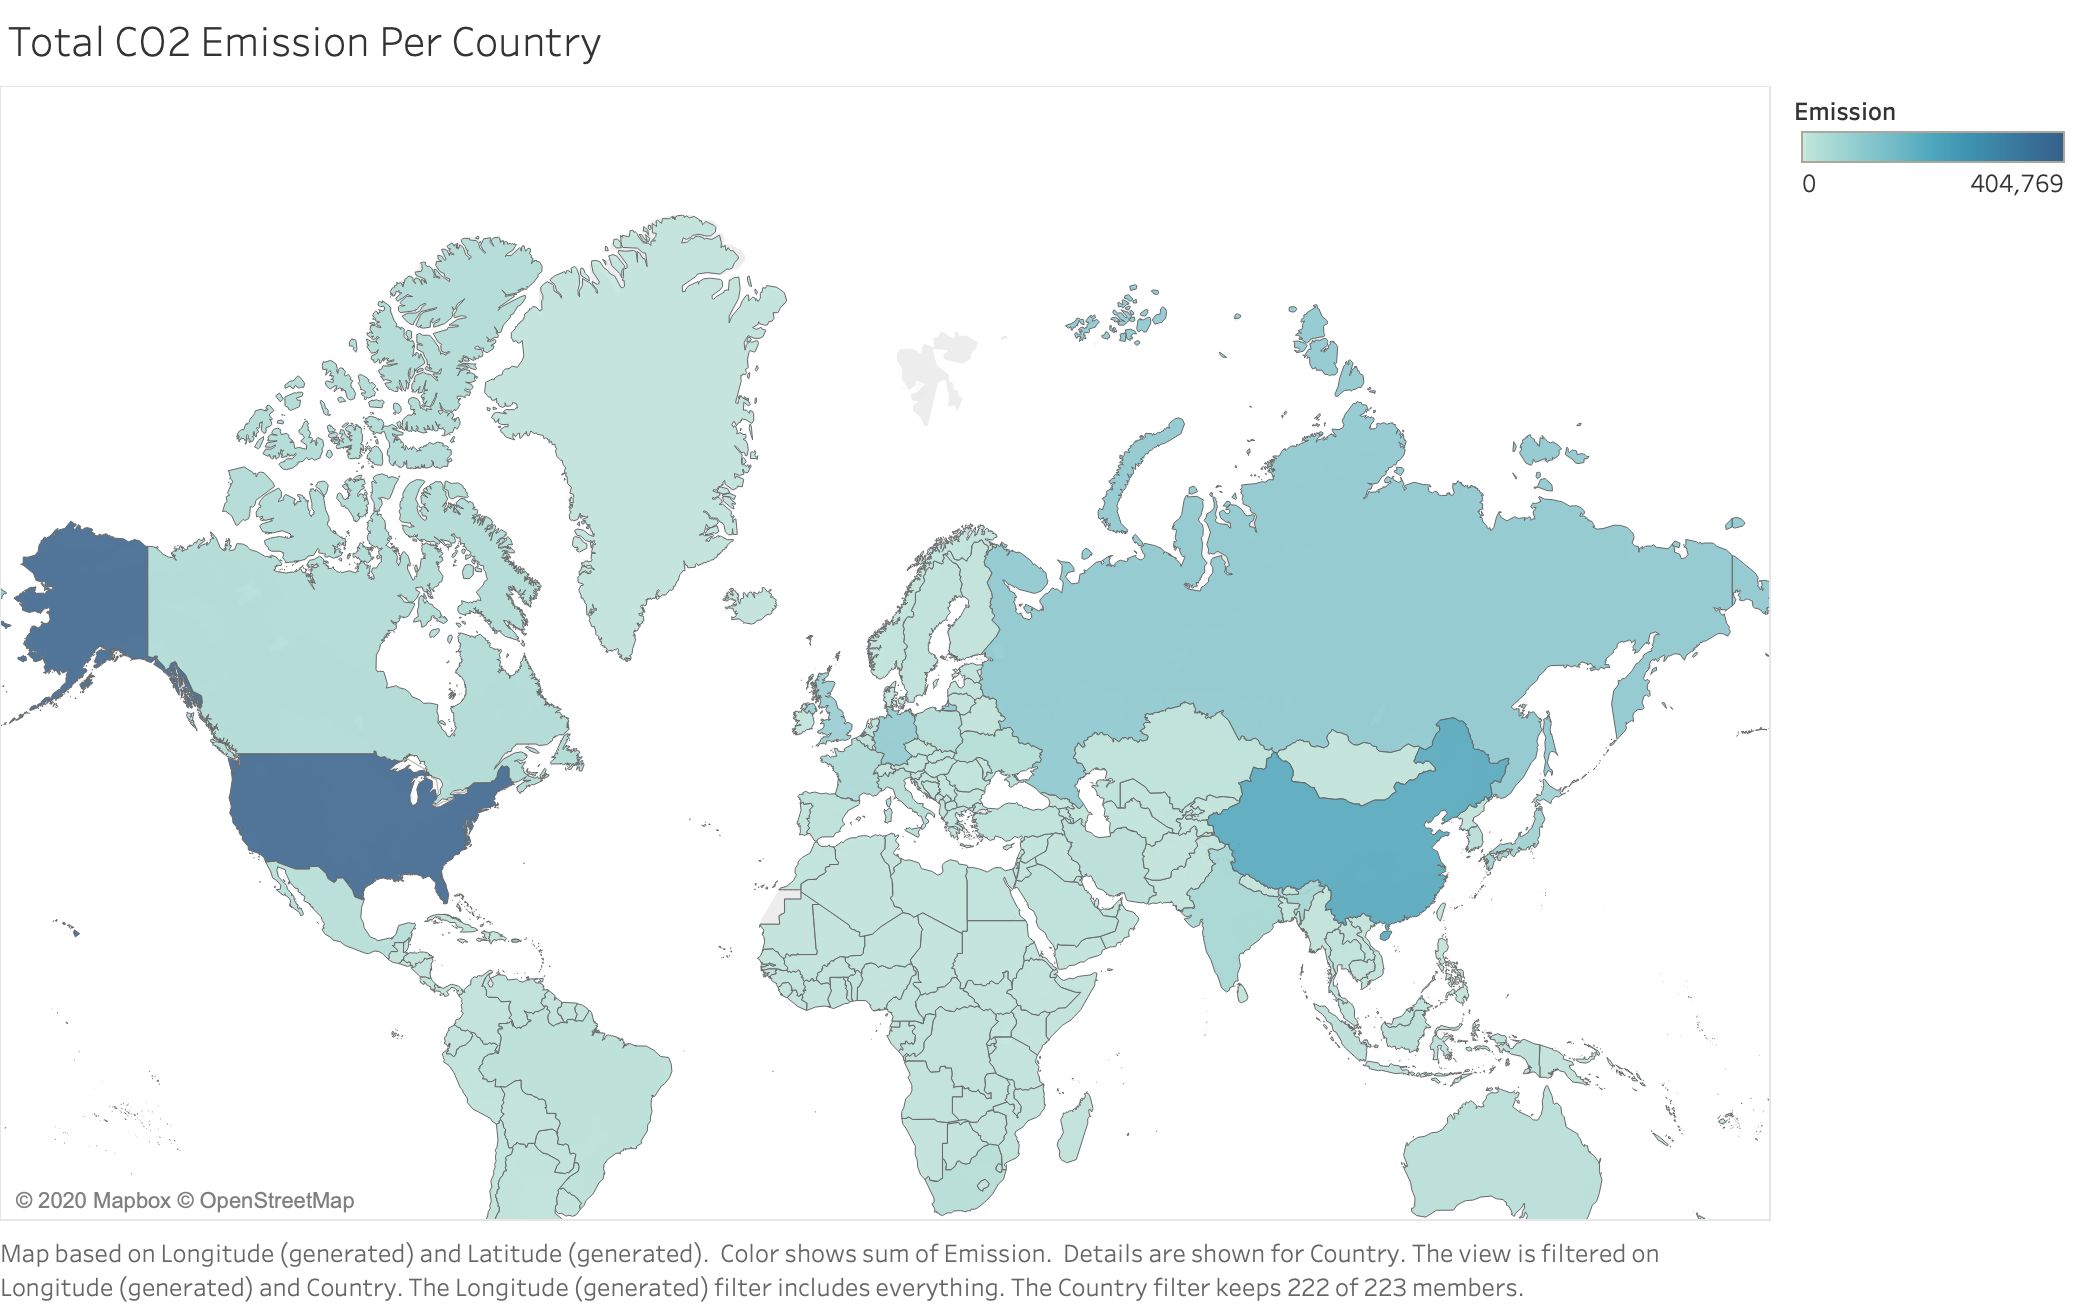 Total CO2 Emission Per Country
Emission
0 404,769
© 2020 Mapbox © OpenStreetMap
Map based on Longitude (generated) and Latitude (generated).  Color shows sum of Emission.  Details are shown for Country. The view is filtered on
Longitude (generated) and Country. The Longitude (generated) filter includes everything. The Country filter keeps 222 of 223 members.